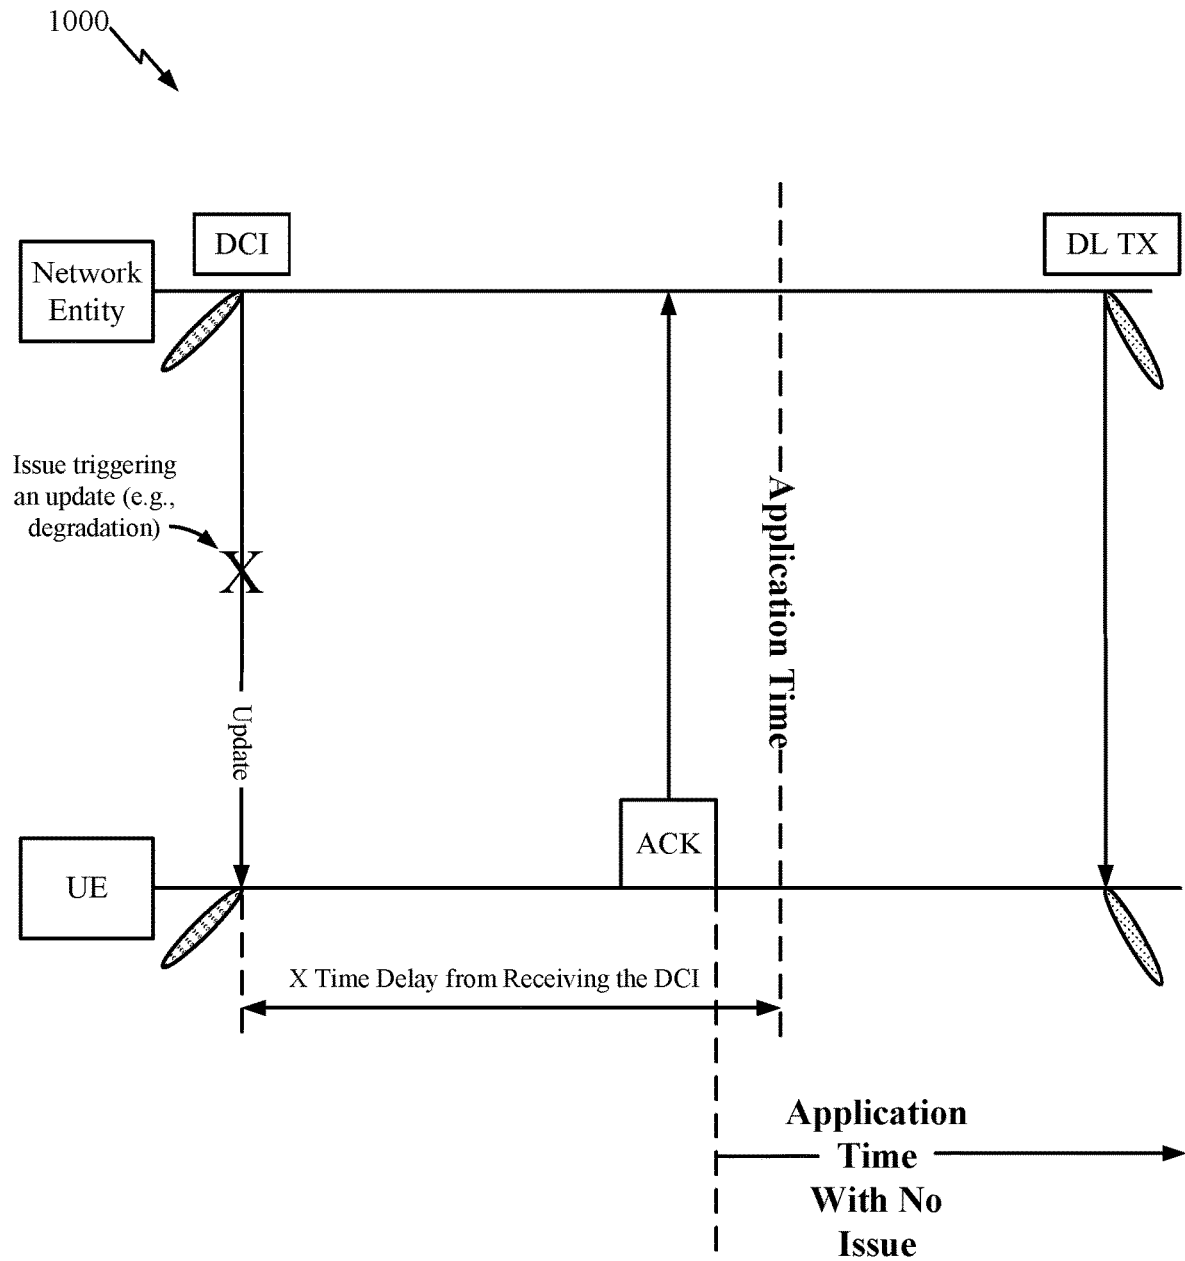 1000
DCI
DL TX
Network
Entity
Issue triggering
an update (e.g.,
degradation)
X
Application Time
Update
ACK
UE
X Time Delay from Receiving the DCI
Application
Time
With No
Issue